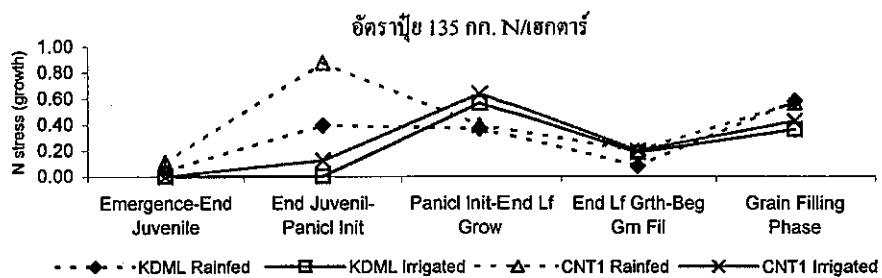 อัตราปุ๋ย 135 กก. N/เฮกตาร์
N stress (growth)
1.00
0.80
0.60
0.40
0.20
0.00
Emergence-End
Juvenile
End Juvenil-
Panicl Init
Panicl Init-End Lf
Grow
End Lf Grth-Beg
Grn Fil
Grain Filling
Phase
KDML Rainfed
KDML Irrigated
CNT1 Rainfed
CNT1 Irrigated